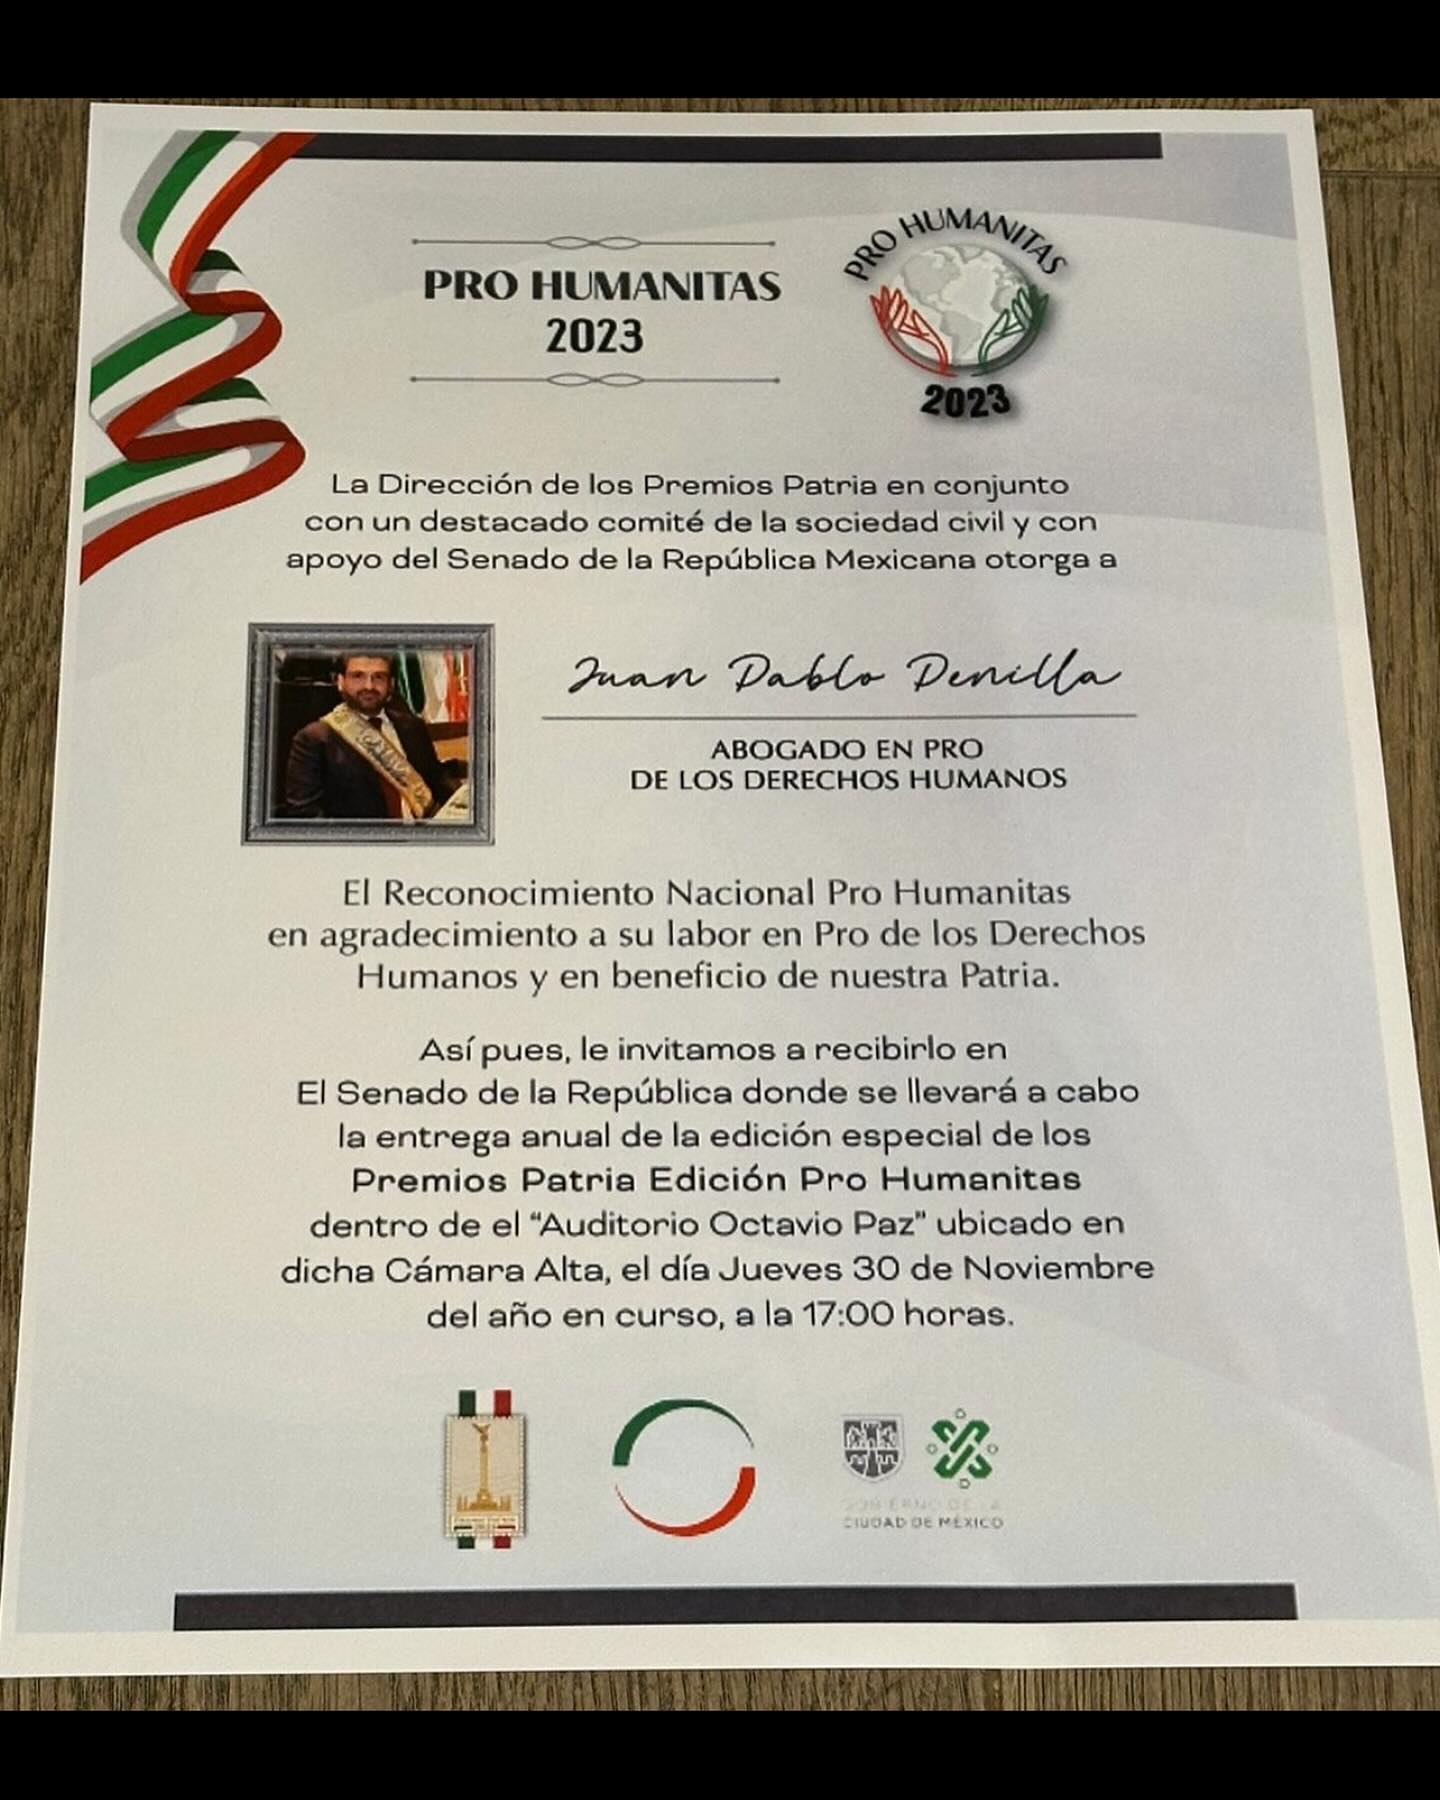 PRO HUMANITAS
2023
PRO HUMANITAS
2023
La Dirección de los Premios Patria en conjunto
con un destacado comité de la sociedad civil y con
apoyo del Senado de la República Mexicana otorga a
Juan Pablo Penilla
ABOGADO EN PRO
DE LOS DERECHOS HUMANOS
El Reconocimiento Nacional Pro Humanitas
en agradecimiento a su labor en Pro de los Derechos
Humanos y en beneficio de nuestra Patria.
Así pues, le invitamos a recibirlo en
El Senado de la República donde se llevará a cabo
la entrega anual de la edición especial de los
Premios Patria Edición Pro Humanitas
dentro de el “Auditorio Octavio Paz” ubicado en
dicha Cámara Alta, el día Jueves 30 de Noviembre
del año en curso, a la 17:00 horas.
GOBIERNO DE LA
CIUDAD DE MÉXICO